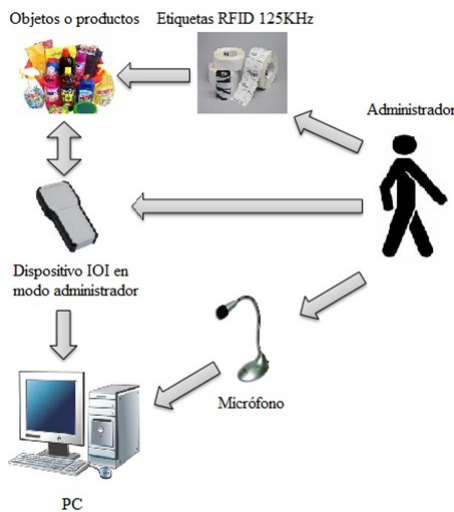 Objetos o productos
Etiquetas RFID 125KHz
Administrador
Dispositivo IOI en
modo administrador
Micrófono
PC